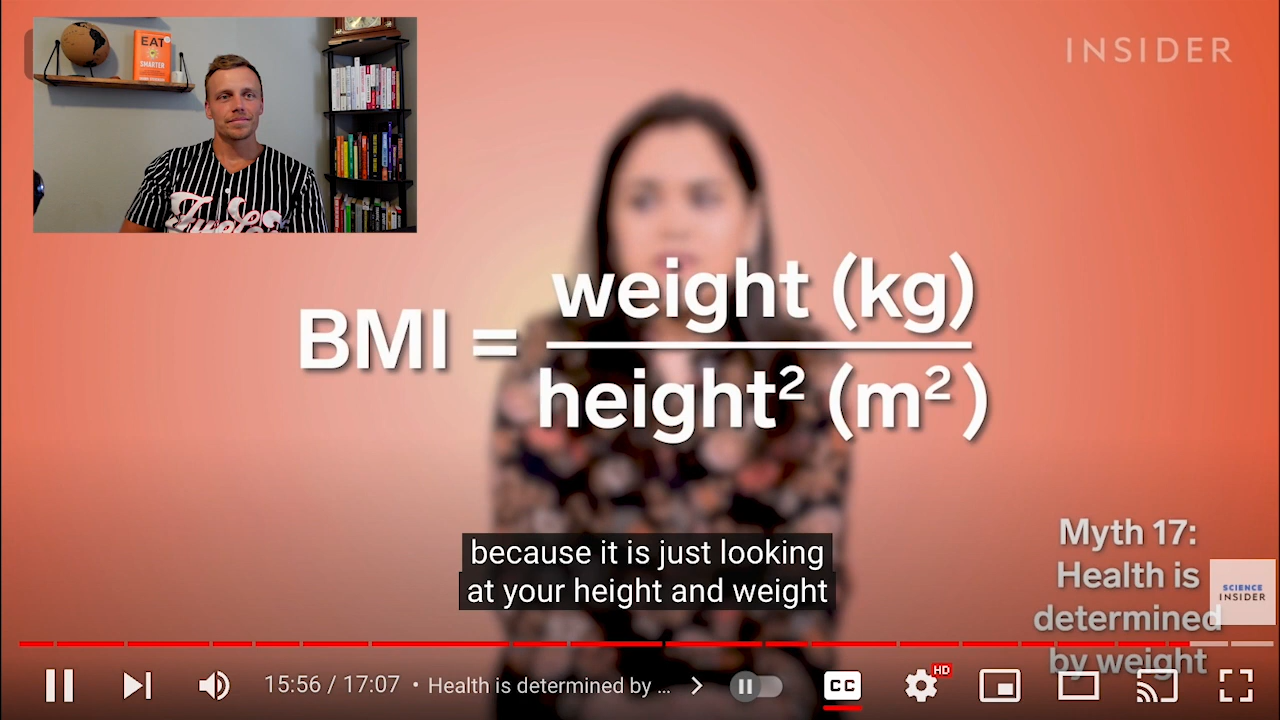 INSIDER
EAT
SMARTER
BMI = weight (kg)
height² (m²)
because it is just looking
at your height and weight
Myth 17:
Health is
determined
by weight
SCIENCE
INSIDER
15:56 / 17:07 • Health is determined by ...
CC
HD